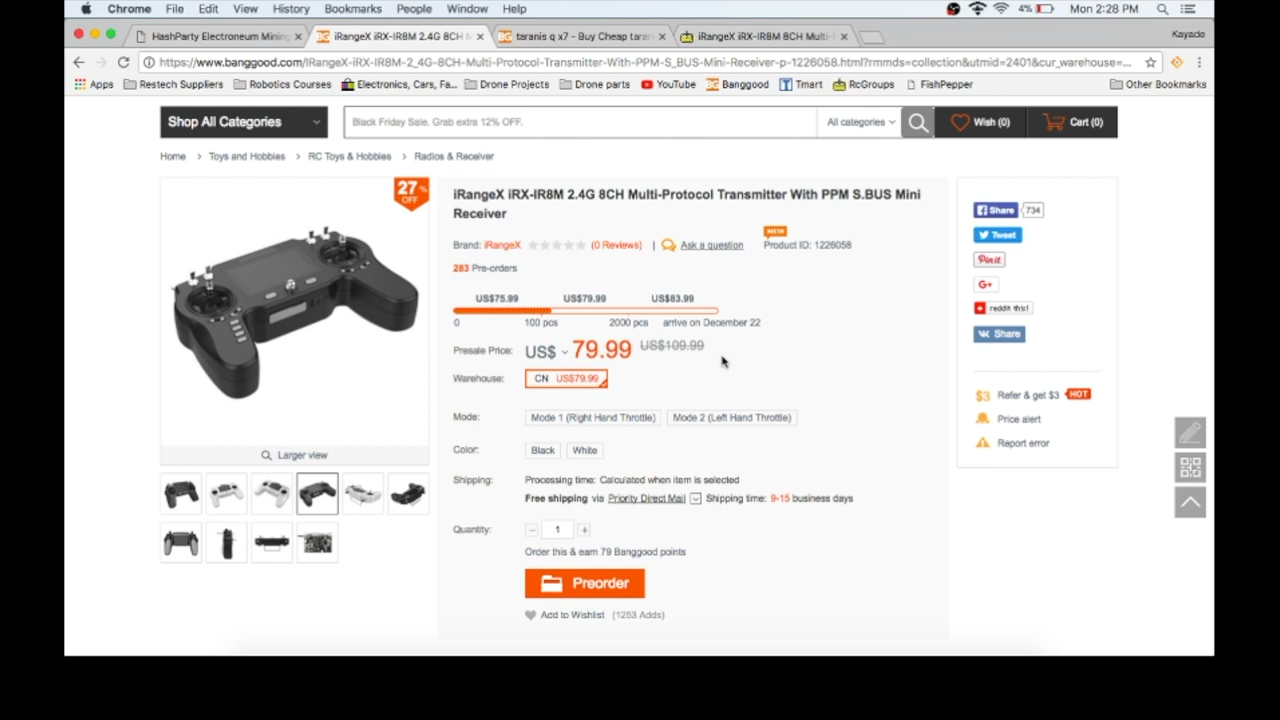 Chrome File Edit View History Bookmarks People Window Help 4% Mon 2:28 PM
HashParty Electroneum Mining iRangeX iRX-IR8M 2.4G 8CH M taranis q x7 - Buy Cheap taran iRangeX iRX-IR8M 8CH Multi-P Kayade
https://www.banggood.com/IRangeX-iRX-IR8M-2_4G-8CH-Multi-Protocol-Transmitter-With-PPM-S_BUS-Mini-Receiver-p-1226058.html?rmmds=collection&utmid=2401&cur_warehouse=...
Apps Restech Suppliers Robotics Courses Electronics, Cars, Fa... Drone Projects Drone parts YouTube Banggood Tmart RcGroups FishPepper Other Bookmarks
Shop All Categories Black Friday Sale. Grab extra 12% OFF. All categories Wish (0) Cart (0)
Home > Toys and Hobbies > RC Toys & Hobbies > Radios & Receiver
27% OFF
iRangeX iRX-IR8M 2.4G 8CH Multi-Protocol Transmitter With PPM S.BUS Mini
Receiver
NEW
Brand: iRangeX (0 Reviews) | Ask a question Product ID: 1226058
283 Pre-orders
US$75.99 US$79.99 US$83.99
0 100 pcs 2000 pcs arrive on December 22
Presale Price: US$ 79.99 US$109.99
Warehouse: CN US$79.99
Mode: Mode 1 (Right Hand Throttle) Mode 2 (Left Hand Throttle)
Color: Black White
Larger view
Shipping: Processing time: Calculated when item is selected
Free shipping via Priority Direct Mail Shipping time: 9-15 business days
Quantity: - 1 +
Order this & earn 79 Banggood points
Preorder
Add to Wishlist (1253 Adds)
Share 734
Tweet
Pin it
G+
reddit this!
Share
$3 Refer & get $3 HOT
Price alert
Report error